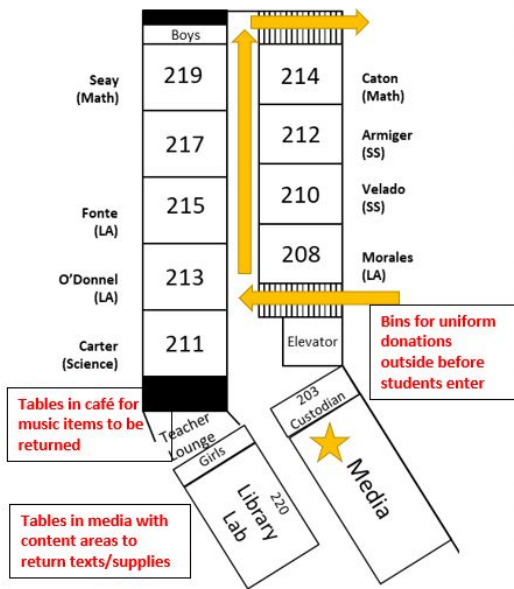 Boys
219
Seay
(Math)
217
215
Fonte
(LA)
213
O'Donnel
(LA)
211
Carter
(Science)
214
Caton
(Math)
212
Armiger
(SS)
210
Velado
(SS)
208
Morales
(LA)
Elevator
Bins for uniform
donations
outside before
students enter
Tables in café for
music items to be
returned
Teacher
Lounge
Girls
220
Library
Lab
203
Custodian
Media
Tables in media with
content areas to
return texts/supplies